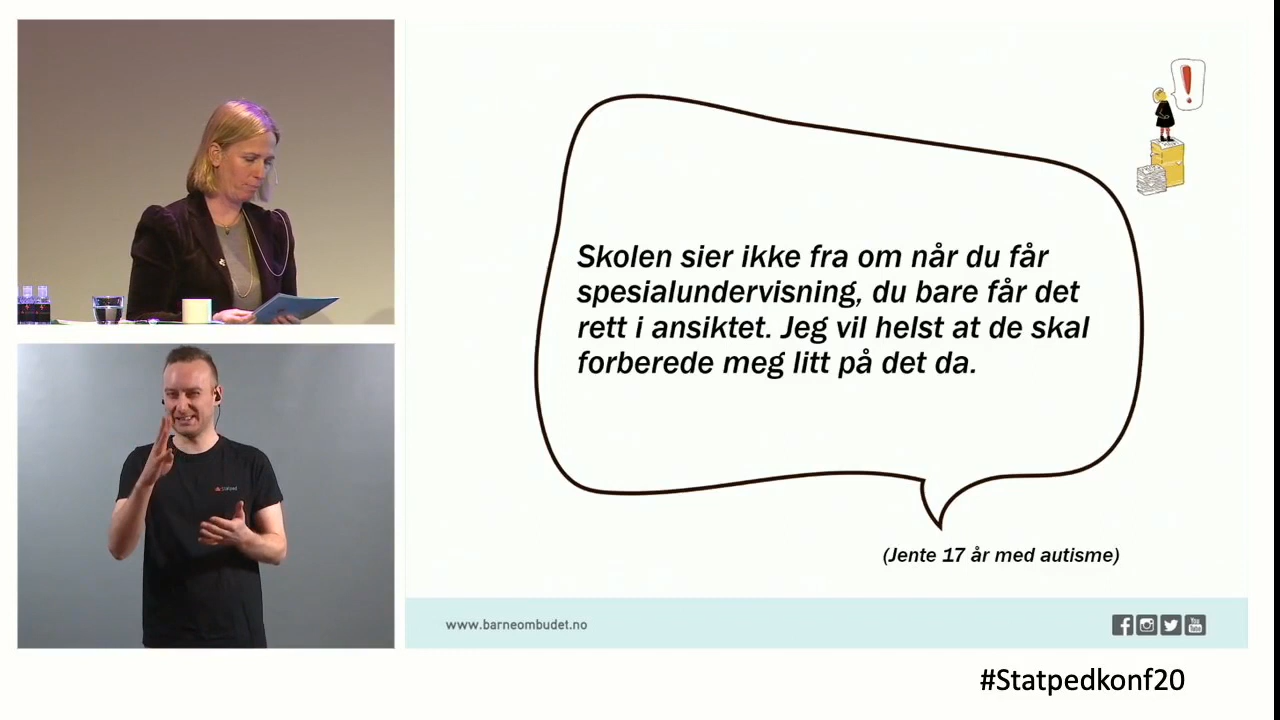 Skolen sier ikke fra om når du får
spesialundervisning, du bare får det
rett i ansiktet. Jeg vil helst at de skal
forberede meg litt på det da.
(Jente 17 år med autisme)
www.barneombudet.no
#Statpedkonf20
statped